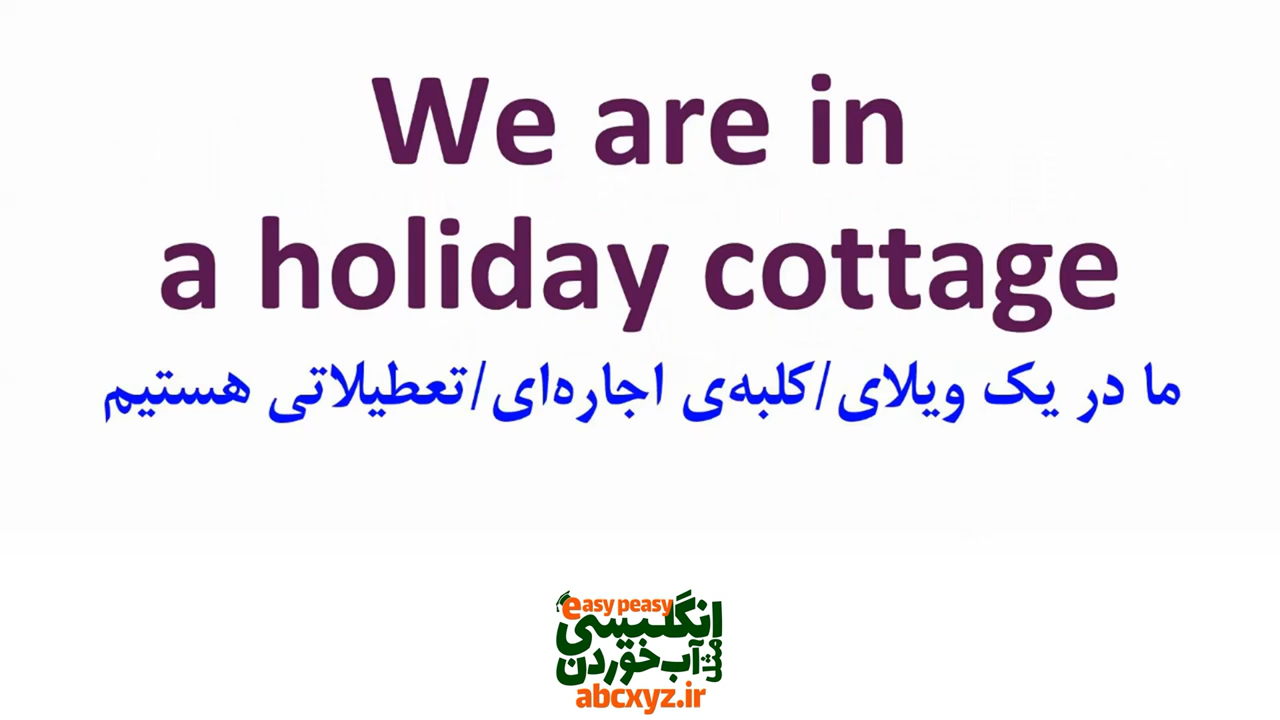 We are in
a holiday cottage
ما در یک ویلای/کلبه‌ی اجاره‌ای/تعطیلاتی هستیم
easy peasy
انگلیسی
مثل آب خوردن
abcxyz.ir